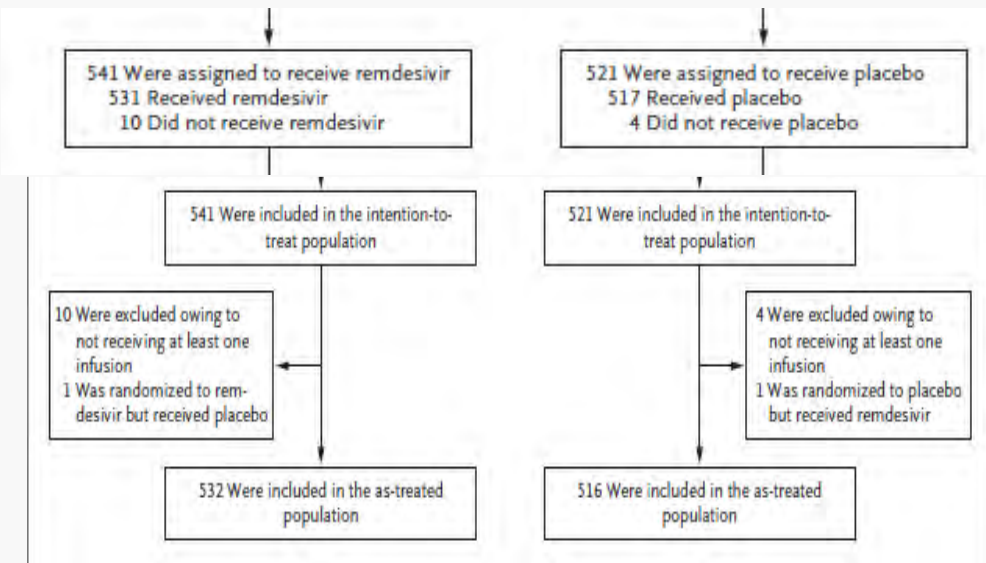 541 Were assigned to receive remdesivir
531 Received remdesivir
10 Did not receive remdesivir
521 Were assigned to receive placebo
517 Received placebo
4 Did not receive placebo
541 Were included in the intention-to-
treat population
521 Were included in the intention-to-
treat population
10 Were excluded owing to
not receiving at least one
infusion
1 Was randomized to rem-
desivir but received placebo
4 Were excluded owing to
not receiving at least one
infusion
1 Was randomized to placebo
but received remdesivir
532 Were included in the as-treated
population
516 Were included in the as-treated
population